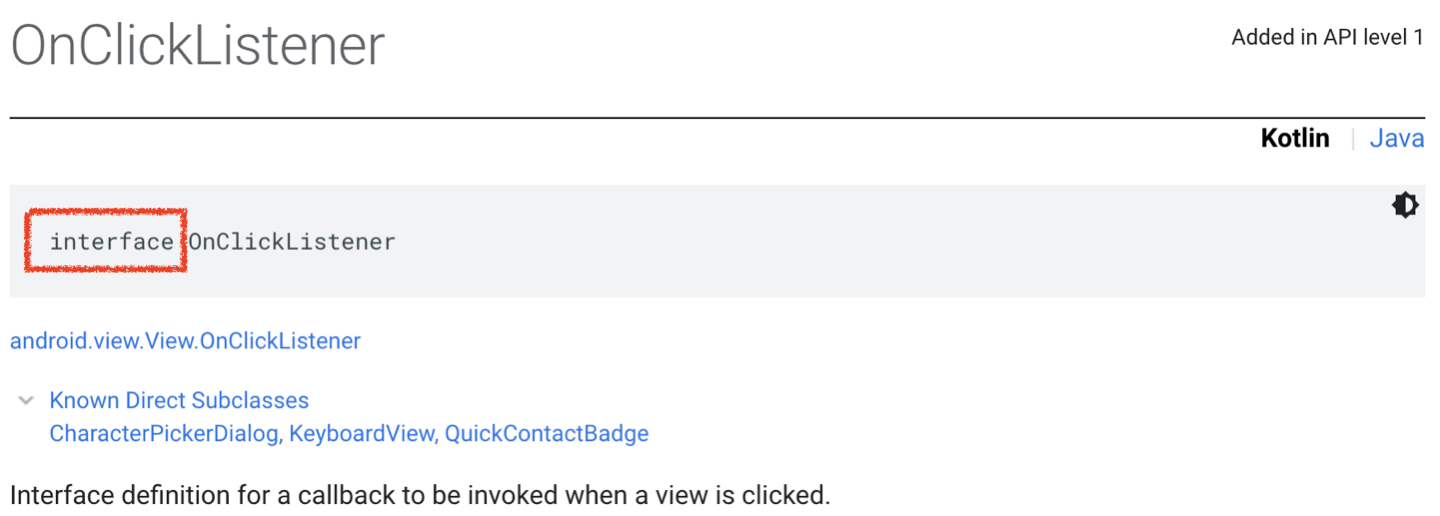 OnClickListener
Added in API level 1
Kotlin | Java
interface OnClickListener
android.view.View.OnClickListener
Known Direct Subclasses
CharacterPickerDialog, KeyboardView, QuickContactBadge
Interface definition for a callback to be invoked when a view is clicked.